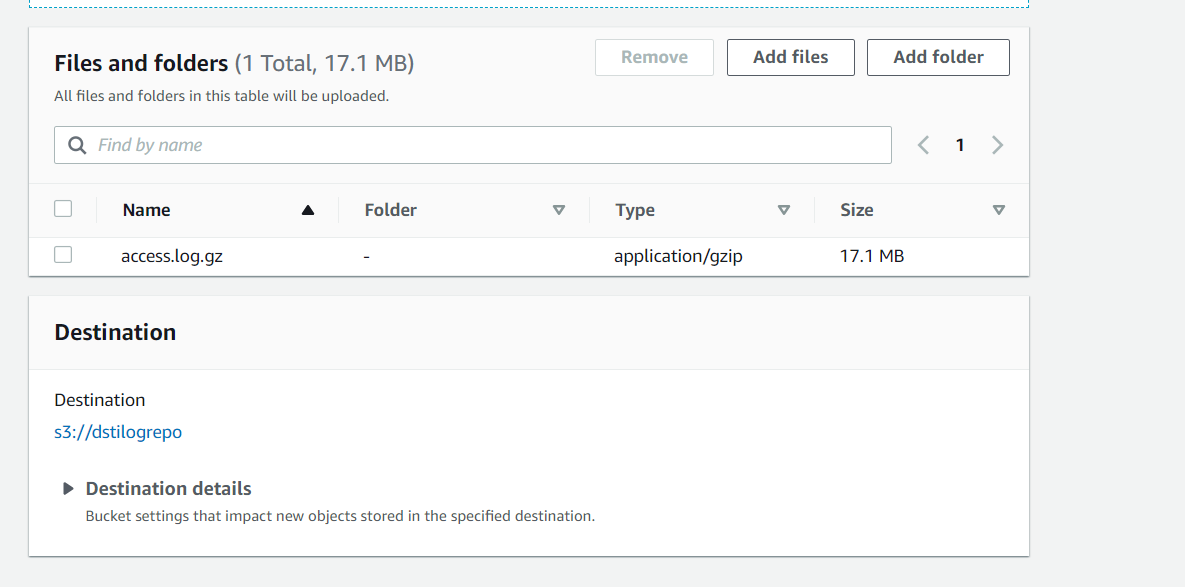 Files and folders (1 Total, 17.1 MB)
Remove
Add files
Add folder
All files and folders in this table will be uploaded.
Find by name
1
Name Folder Type Size
access.log.gz - application/gzip 17.1 MB
Destination
Destination
s3://dstilogrepo
Destination details
Bucket settings that impact new objects stored in the specified destination.